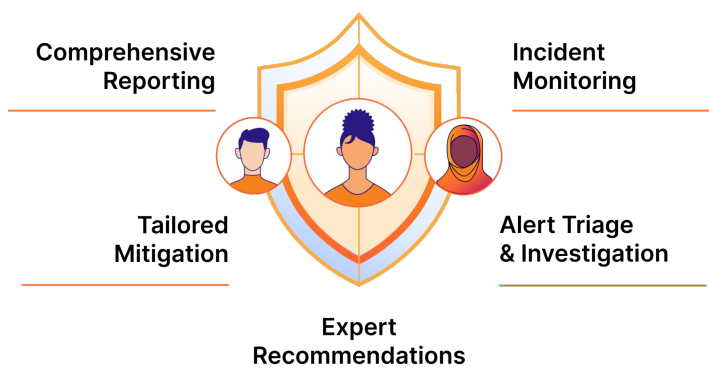 Comprehensive
Reporting
Incident
Monitoring
Tailored
Mitigation
Alert Triage
& Investigation
Expert
Recommendations